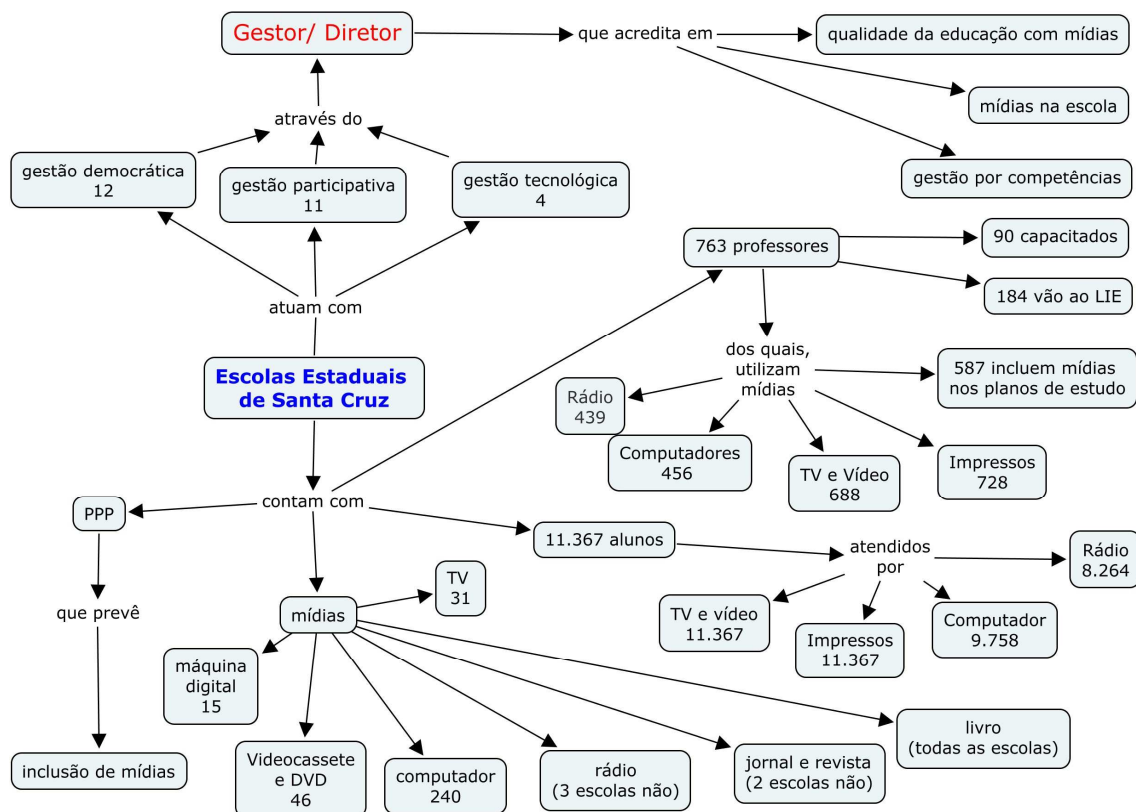 Gestor/ Diretor
que acredita em
qualidade da educação com mídias
mídias na escola
gestão por competências
através do
gestão democrática
12
gestão participativa
11
gestão tecnológica
4
atuam com
Escolas Estaduais
de Santa Cruz
763 professores
90 capacitados
184 vão ao LIE
dos quais,
utilizam
mídias
587 incluem mídias
nos planos de estudo
Rádio
439
Computadores
456
TV e Vídeo
688
Impressos
728
contam com
PPP
que prevê
inclusão de mídias
11.367 alunos
atendidos
por
Rádio
8.264
TV e vídeo
11.367
Impressos
11.367
Computador
9.758
mídias
TV
31
máquina
digital
15
Videocassete
e DVD
46
computador
240
rádio
(3 escolas não)
jornal e revista
(2 escolas não)
livro
(todas as escolas)